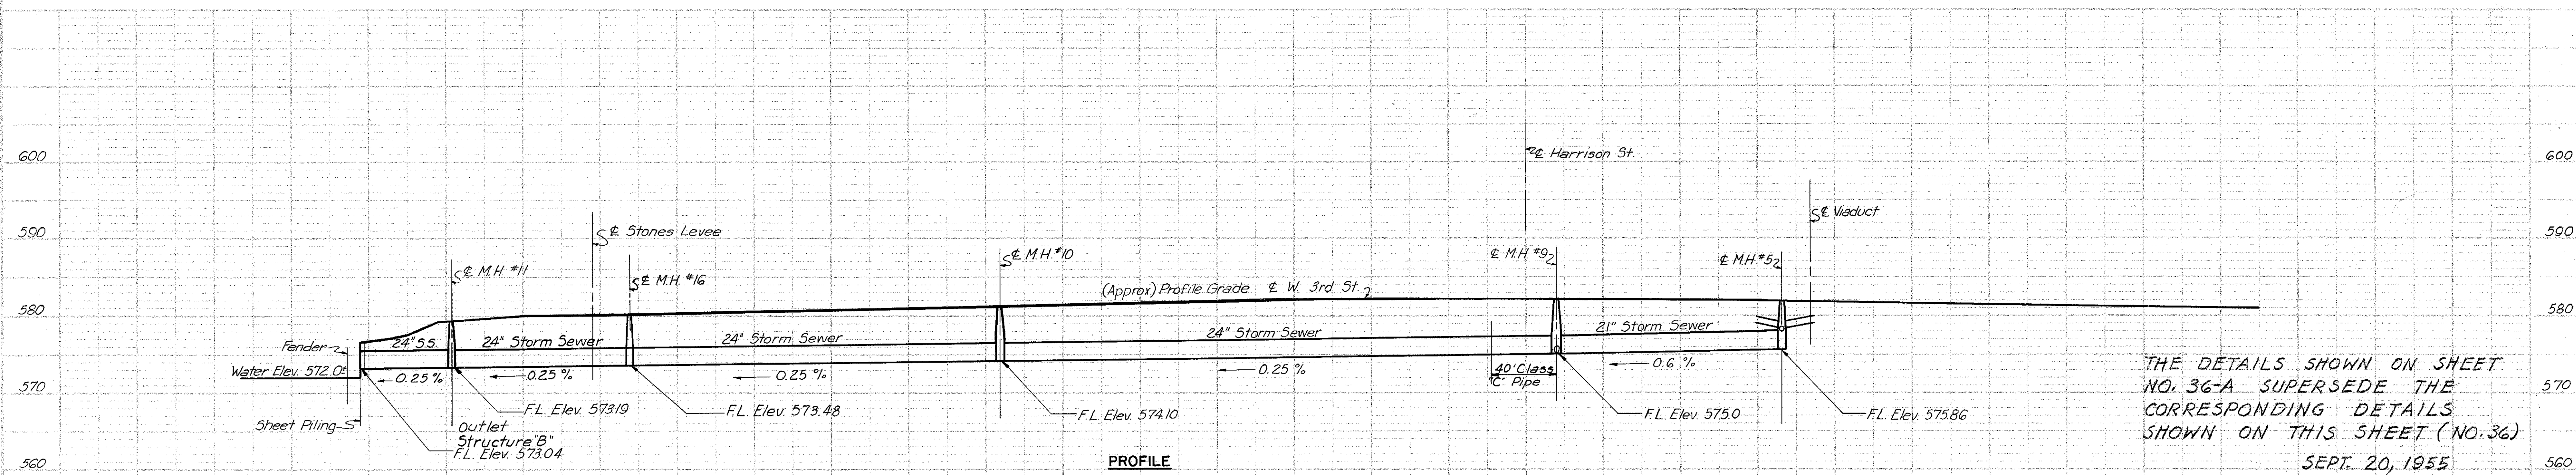 600
590
580
570
560
600
590
580
570
560
℄ Harrison St.
℄ Viaduct
℄ Stones Levee
℄ M.H. #11
℄ M.H. #16
℄ M.H. #10
℄ M.H. #9
℄ M.H. #5
(Approx) Profile Grade ℄ W. 3rd St.
Fender
24" S.S.
24" Storm Sewer
24" Storm Sewer
24" Storm Sewer
21" Storm Sewer
Water Elev. 572.0±
0.25 %
0.25 %
0.25 %
0.25 %
40' Class
"C" Pipe
0.6 %
Sheet Piling
F.L. Elev. 573.19
F.L. Elev. 573.48
F.L. Elev. 574.10
F.L. Elev. 575.0
F.L. Elev. 575.86
Outlet
Structure "B"
F.L. Elev. 573.04
PROFILE
THE DETAILS SHOWN ON SHEET
NO. 36-A SUPERSEDE THE
CORRESPONDING DETAILS
SHOWN ON THIS SHEET (NO. 36)
SEPT. 20, 1955